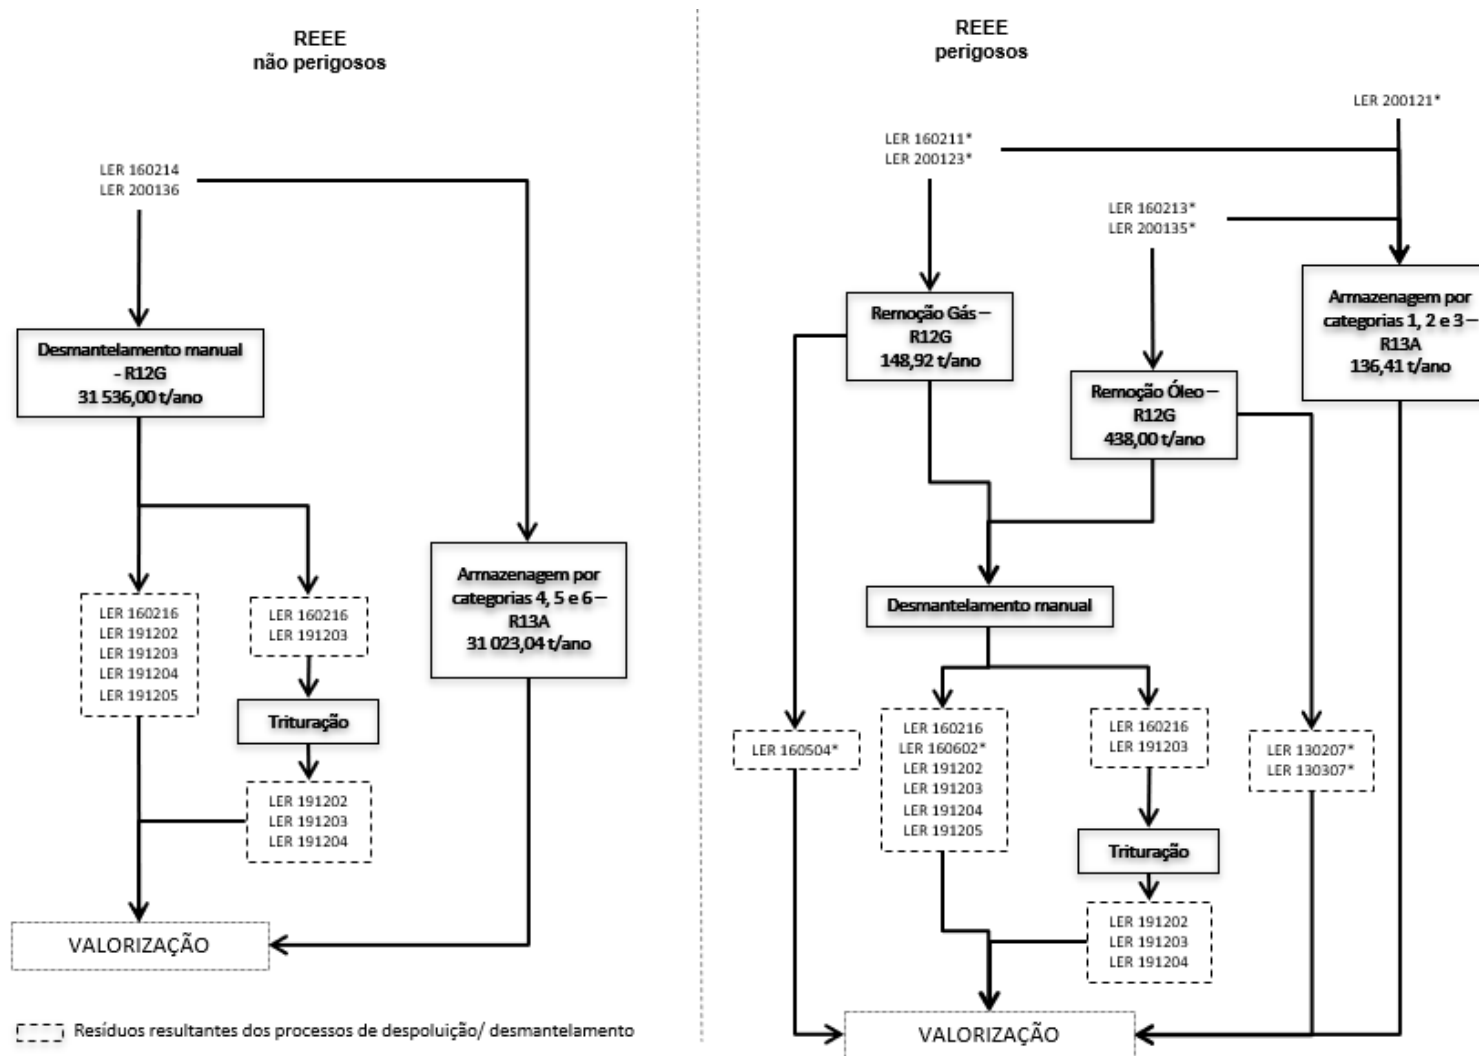 REEE
não perigosos
LER 160214
LER 200136
Desmantelamento manual
- R12G
31 536,00 t/ano
LER 160216
LER 191202
LER 191203
LER 191204
LER 191205
LER 160216
LER 191203
Trituração
LER 191202
LER 191203
LER 191204
Armazenagem por
categorias 4, 5 e 6 –
R13A
31 023,04 t/ano
VALORIZAÇÃO
Resíduos resultantes dos processos de despoluição/ desmantelamento
REEE
perigosos
LER 200121*
LER 160211*
LER 200123*
LER 160213*
LER 200135*
Remoção Gás –
R12G
148,92 t/ano
Remoção Óleo –
R12G
438,00 t/ano
Armazenagem por
categorias 1, 2 e 3 –
R13A
136,41 t/ano
Desmantelamento manual
LER 160504*
LER 160216
LER 160602*
LER 191202
LER 191203
LER 191204
LER 191205
LER 160216
LER 191203
LER 130207*
LER 130307*
Trituração
LER 191202
LER 191203
LER 191204
VALORIZAÇÃO